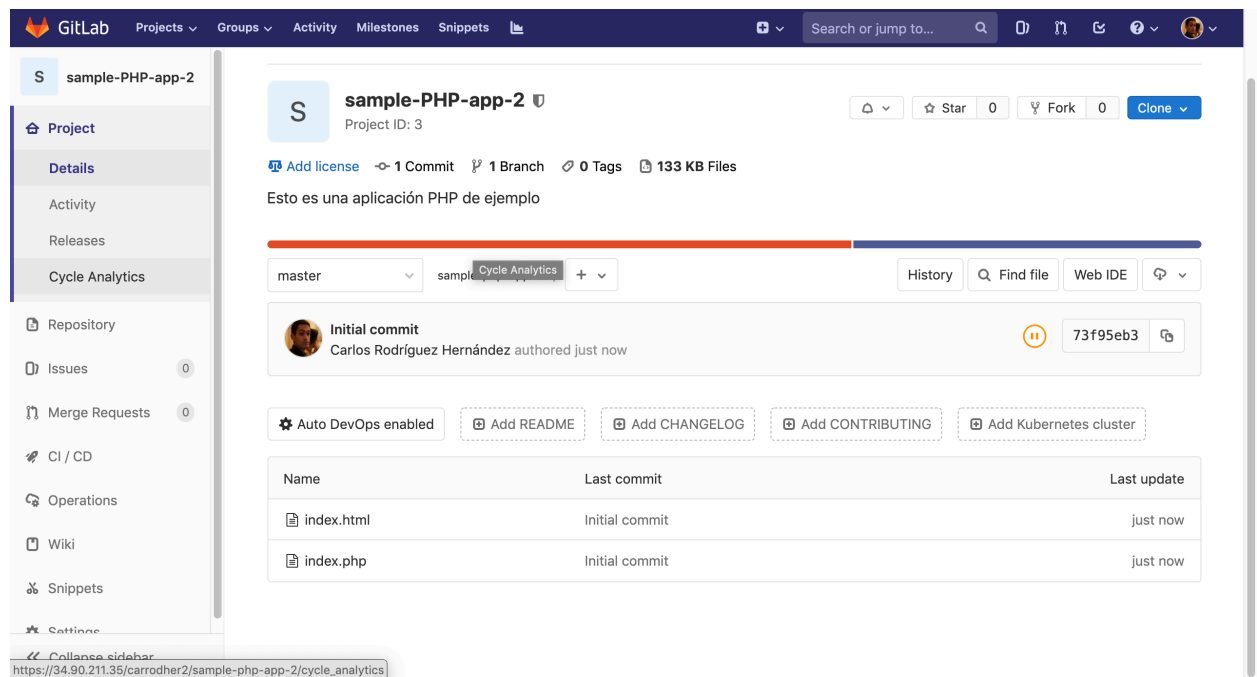 GitLab Projects Groups Activity Milestones Snippets Search or jump to...
S sample-PHP-app-2
Project
Details
Activity
Releases
Cycle Analytics
Repository
Issues 0
Merge Requests 0
CI / CD
Operations
Wiki
Snippets
Settings
Collapse sidebar
https://34.90.211.35/carrodher2/sample-php-app-2/cycle_analytics
S
sample-PHP-app-2
Project ID: 3
Star 0 Fork 0 Clone
Add license 1 Commit 1 Branch 0 Tags 133 KB Files
Esto es una aplicación PHP de ejemplo
Cycle Analytics
master History Find file Web IDE
Initial commit
Carlos Rodríguez Hernández authored just now
73f95eb3
Auto DevOps enabled Add README Add CHANGELOG Add CONTRIBUTING Add Kubernetes cluster
Name Last commit Last update
index.html Initial commit just now
index.php Initial commit just now